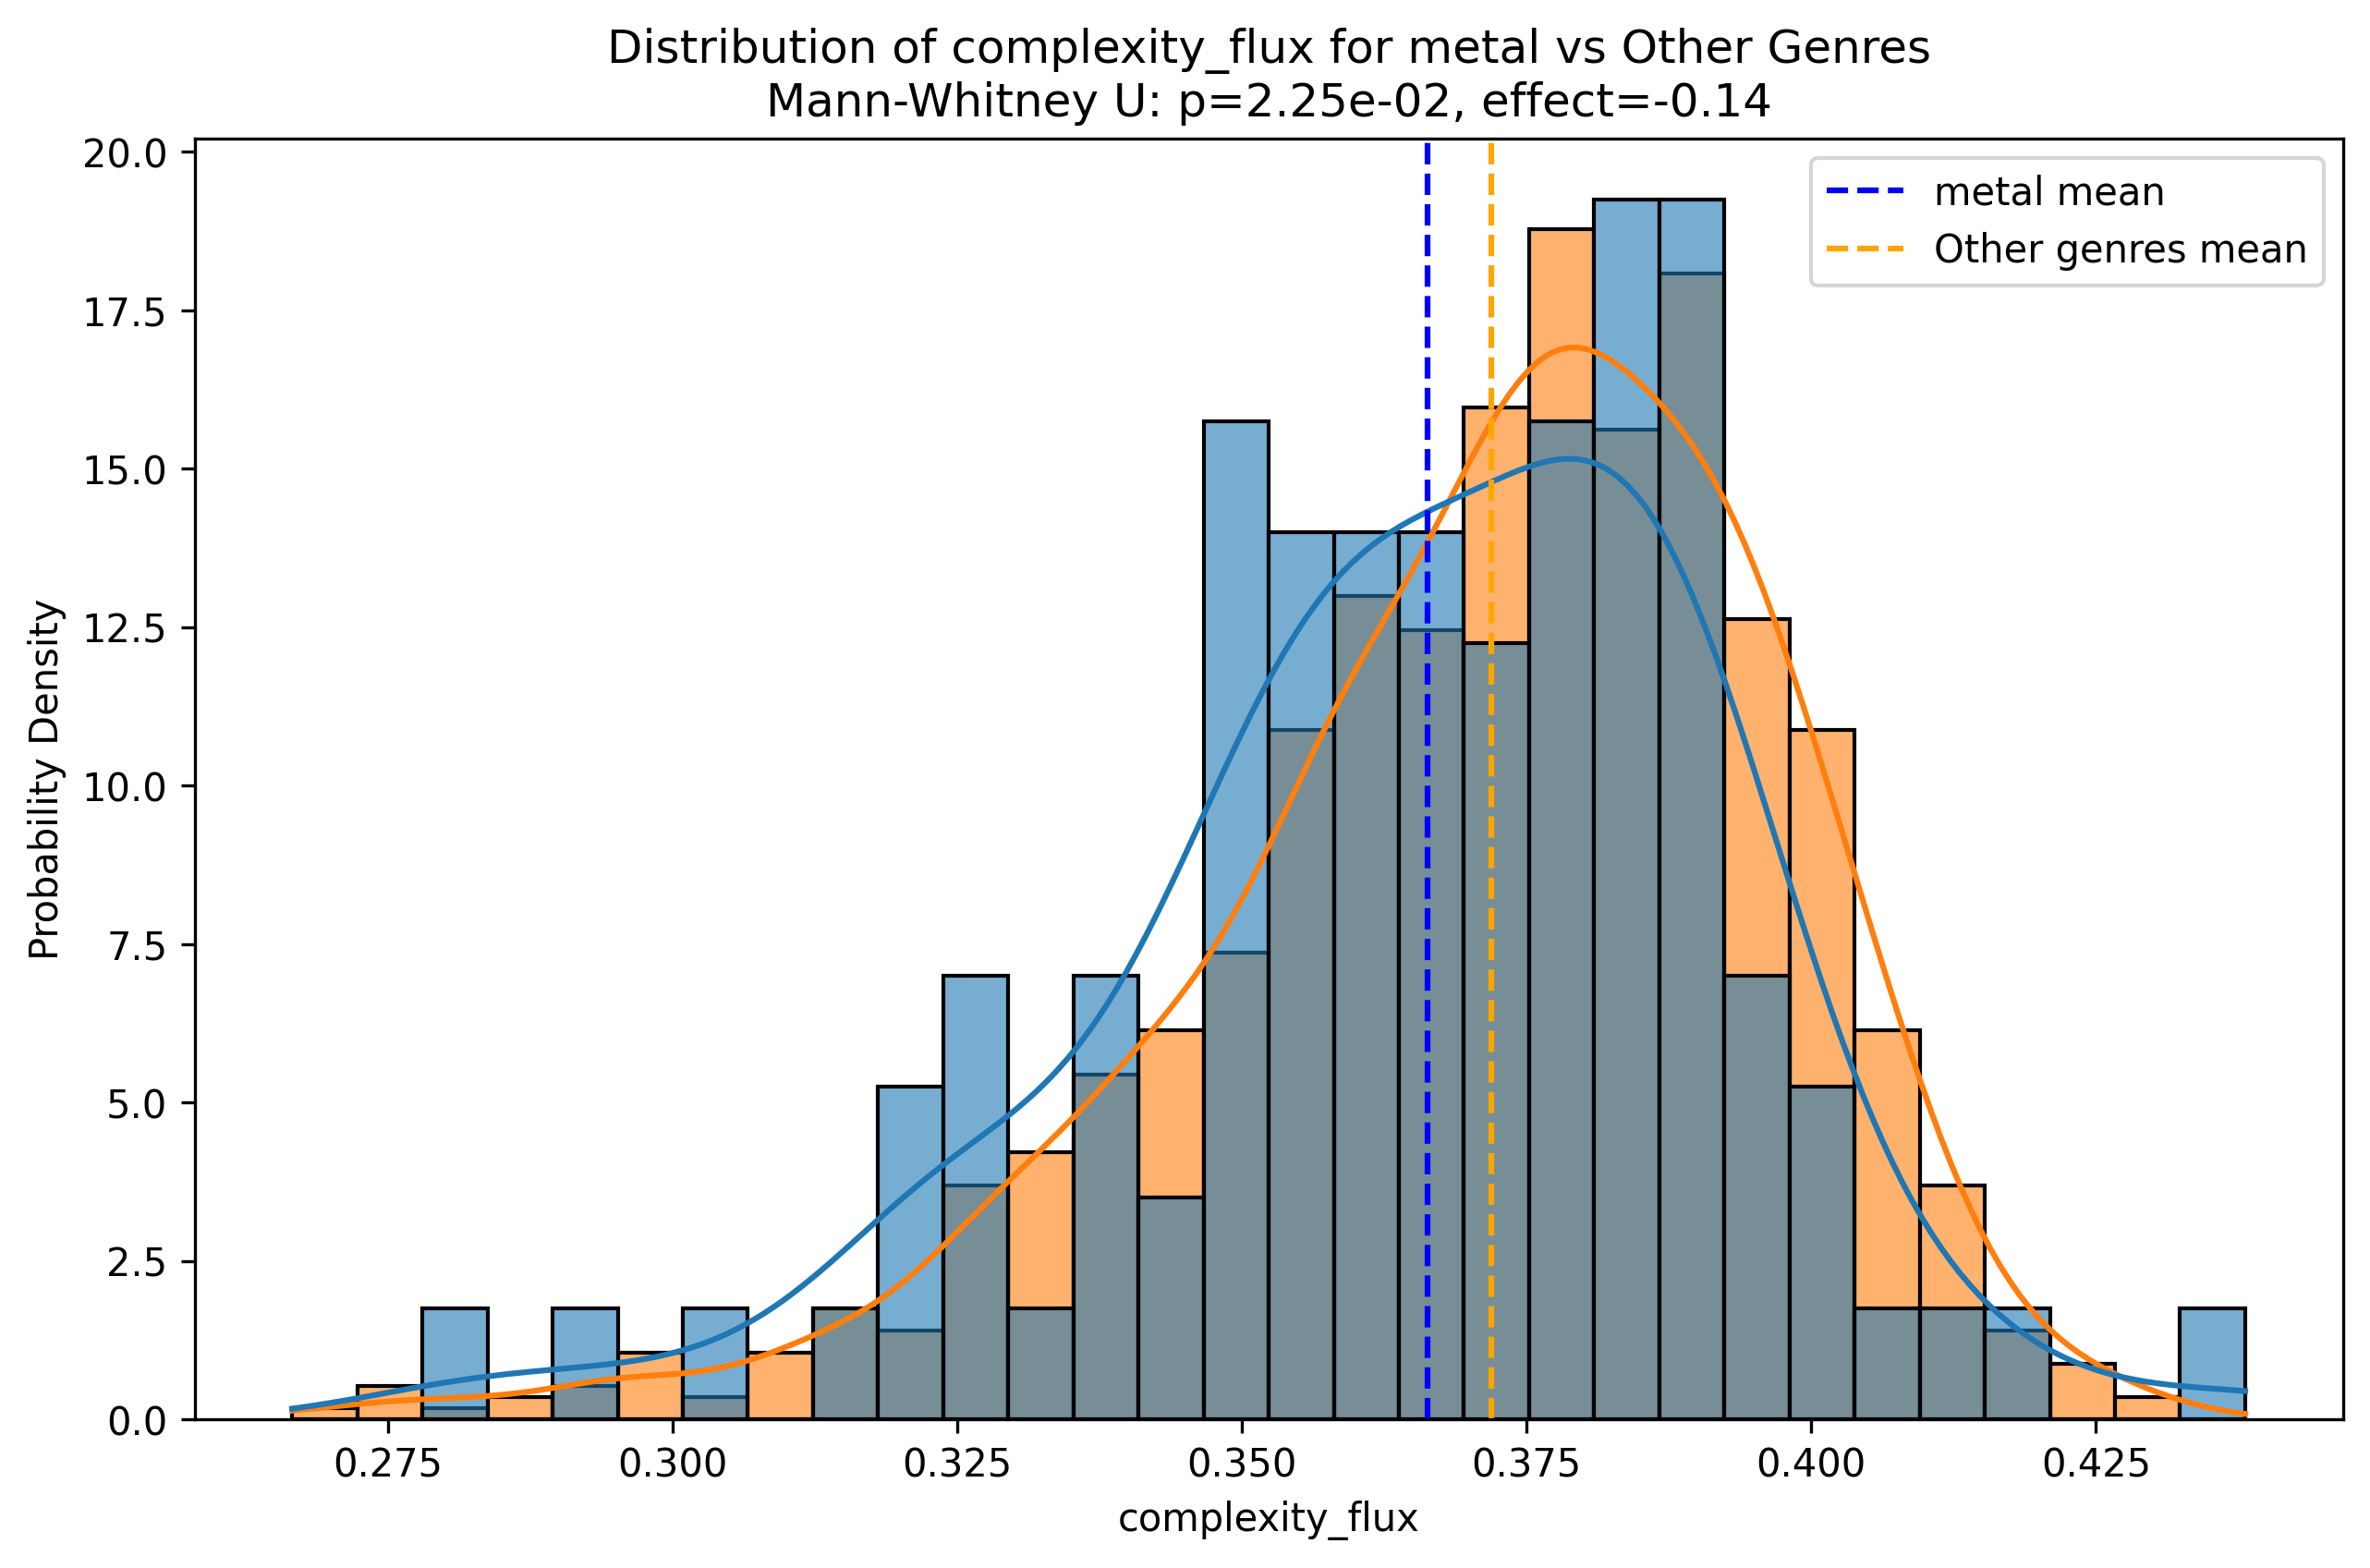 Distribution of complexity_flux for metal vs Other Genres
Mann-Whitney U: p=2.25e-02, effect=-0.14
metal mean
Other genres mean
Probability Density
20.0
17.5
15.0
12.5
10.0
7.5
5.0
2.5
0.0
0.275 0.300 0.325 0.350 0.375 0.400 0.425
complexity_flux